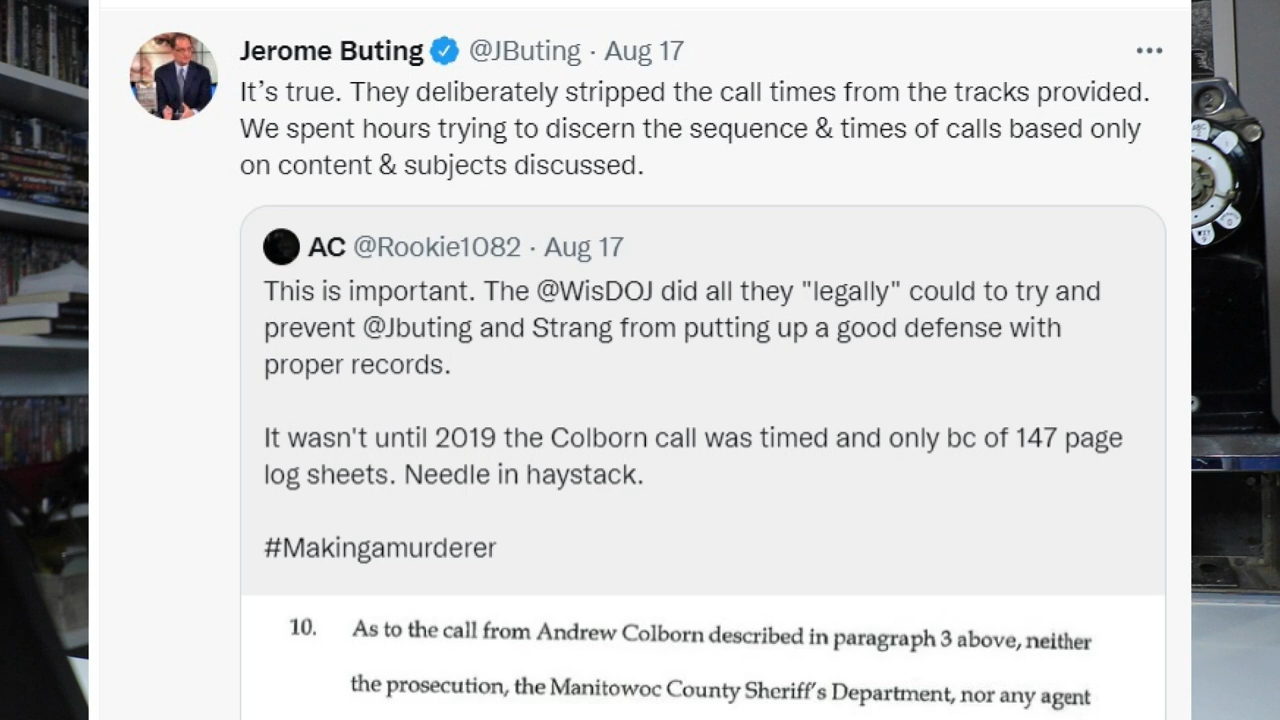 Jerome Buting @JButing · Aug 17
It’s true. They deliberately stripped the call times from the tracks provided.
We spent hours trying to discern the sequence & times of calls based only
on content & subjects discussed.
AC @Rookie1082 · Aug 17
This is important. The @WisDOJ did all they "legally" could to try and
prevent @Jbuting and Strang from putting up a good defense with
proper records.
It wasn't until 2019 the Colborn call was timed and only bc of 147 page
log sheets. Needle in haystack.
#Makingamurderer
10. As to the call from Andrew Colborn described in paragraph 3 above, neither
the prosecution, the Manitowoc County Sheriff's Department, nor any agent